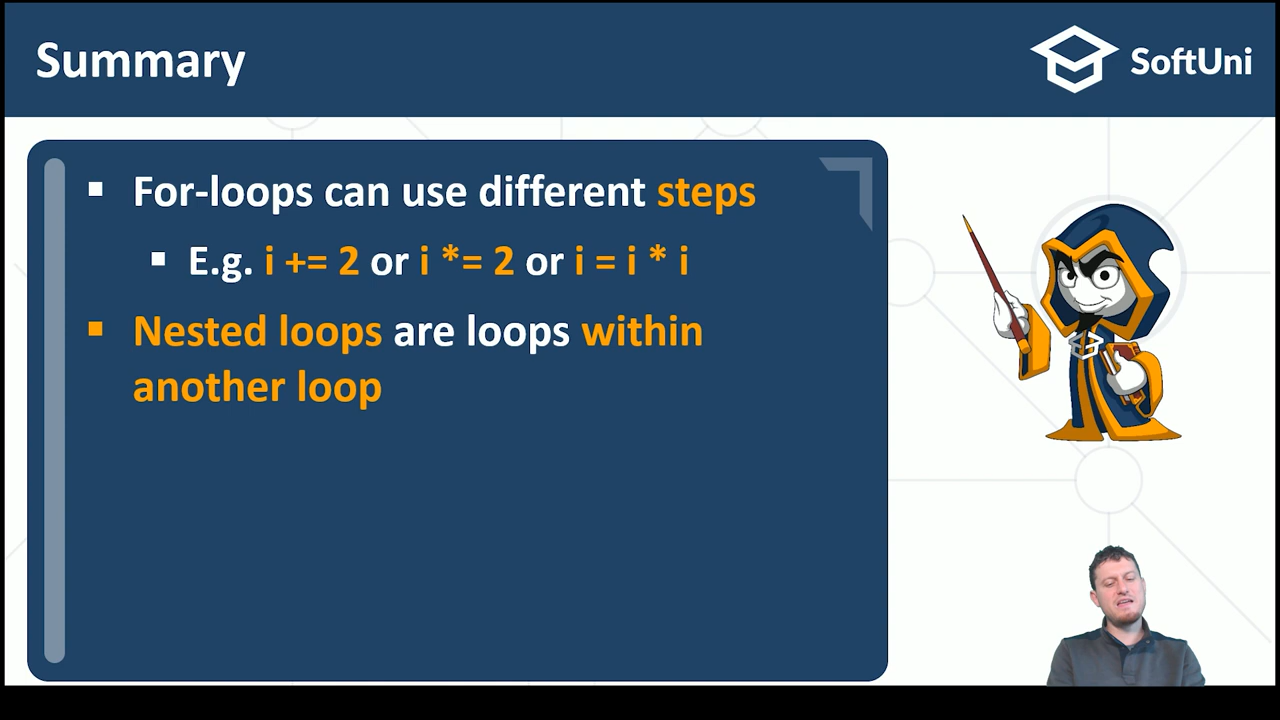 Summary
SoftUni
▪ For-loops can use different steps
▪ E.g. i += 2 or i *= 2 or i = i * i
▪ Nested loops are loops within
another loop